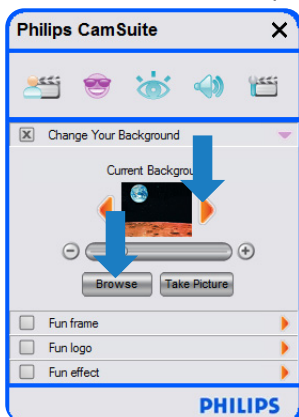 Philips CamSuite
Change Your Background
Current Backgrou
Browse Take Picture
Fun frame
Fun logo
Fun effect
PHILIPS